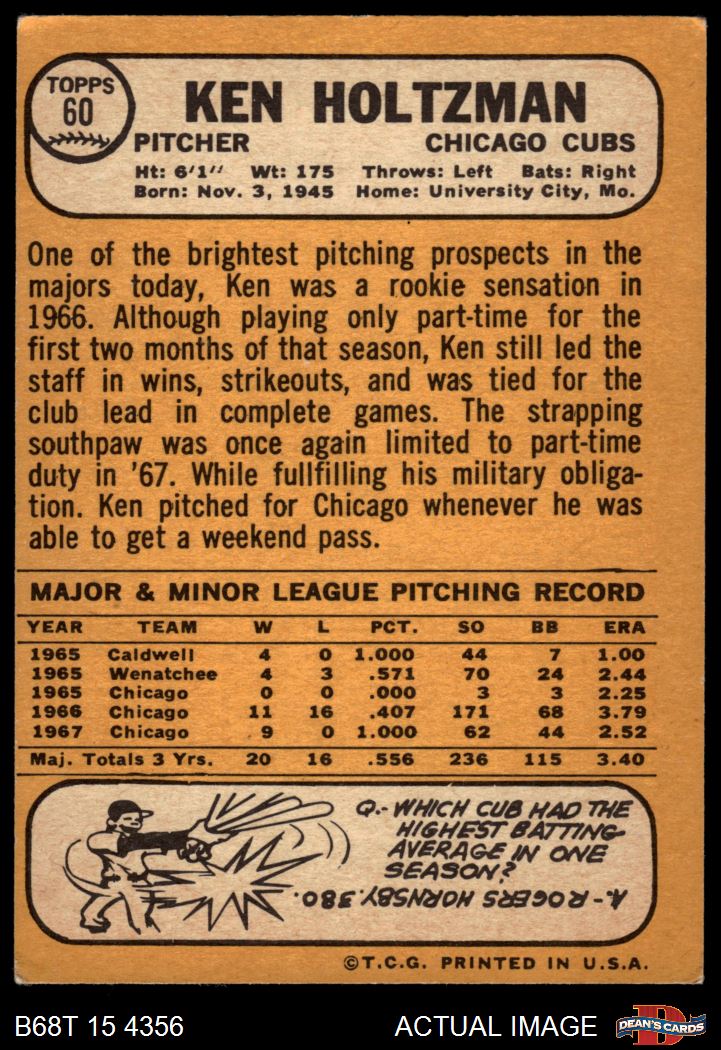 TOPPS
60
KEN HOLTZMAN
PITCHER CHICAGO CUBS
Ht: 6'1" Wt: 175 Throws: Left Bats: Right
Born: Nov. 3, 1945 Home: University City, Mo.
One of the brightest pitching prospects in the
majors today, Ken was a rookie sensation in
1966. Although playing only part-time for the
first two months of that season, Ken still led the
staff in wins, strikeouts, and was tied for the
club lead in complete games. The strapping
southpaw was once again limited to part-time
duty in '67. While fullfilling his military obliga-
tion. Ken pitched for Chicago whenever he was
able to get a weekend pass.
MAJOR & MINOR LEAGUE PITCHING RECORD
YEAR TEAM W L PCT. SO BB ERA
1965 Caldwell 4 0 1.000 44 7 1.00
1965 Wenatchee 4 3 .571 70 24 2.44
1965 Chicago 0 0 .000 3 3 2.25
1966 Chicago 11 16 .407 171 68 3.79
1967 Chicago 9 0 1.000 62 44 2.52
Maj. Totals 3 Yrs. 20 16 .556 236 115 3.40
Q.- WHICH CUB HAD THE
HIGHEST BATTING
AVERAGE IN ONE
SEASON?
A.- ROGERS HORNSBY .380.
©T.C.G. PRINTED IN U.S.A.
B68T 15 4356 ACTUAL IMAGE
D
DEAN'S CARDS